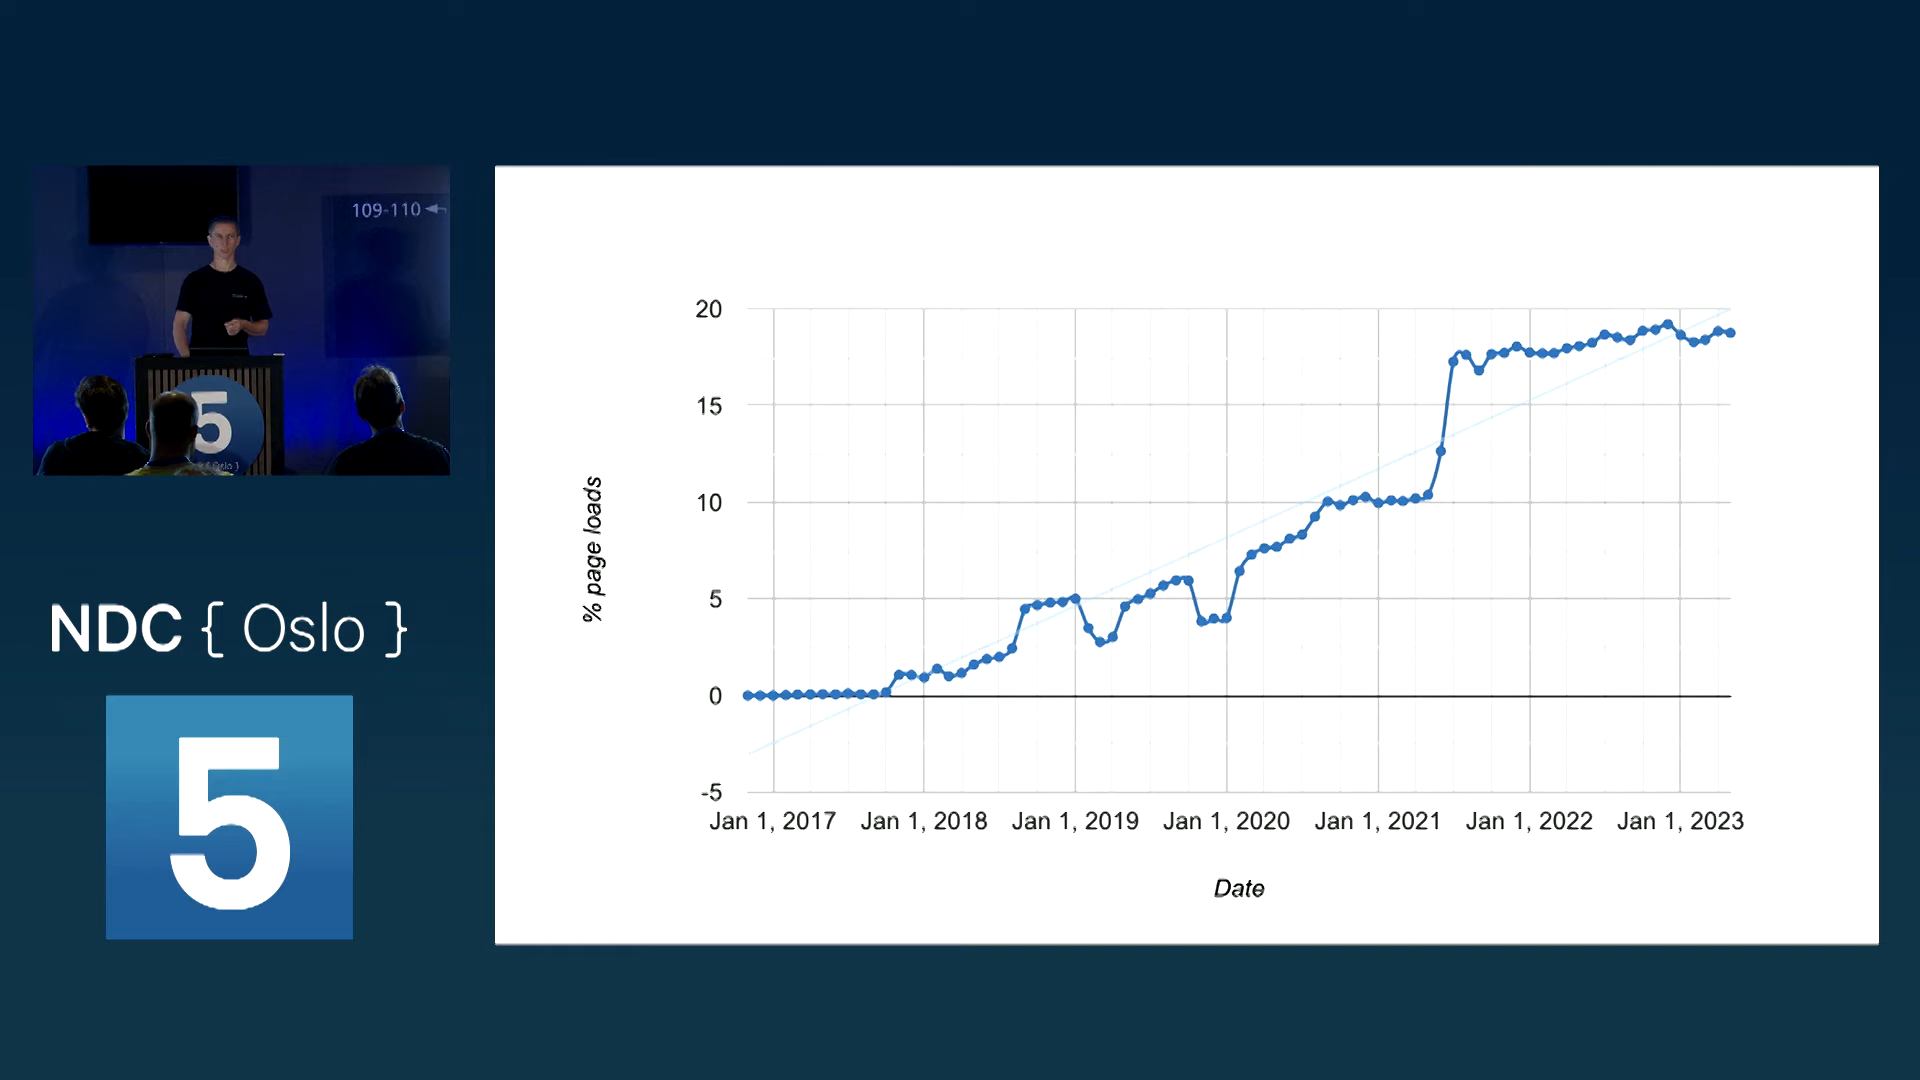 109-110
5
NDC { Oslo }
5
20
15
10
5
0
-5
% page loads
Jan 1, 2017 Jan 1, 2018 Jan 1, 2019 Jan 1, 2020 Jan 1, 2021 Jan 1, 2022 Jan 1, 2023
Date